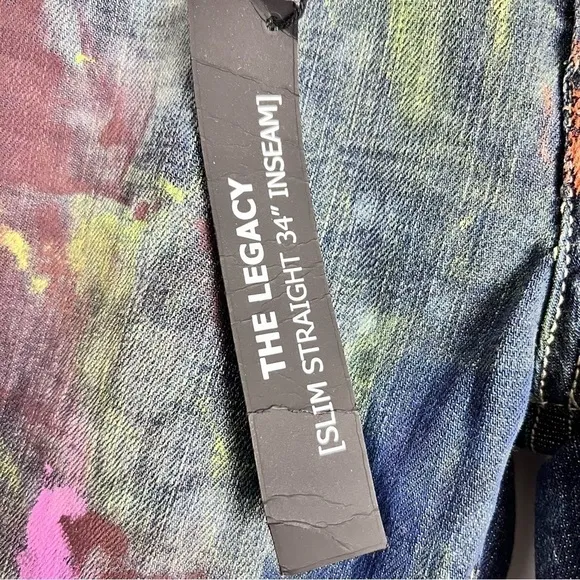 THE LEGACY
[SLIM STRAIGHT 34" INSEAM]